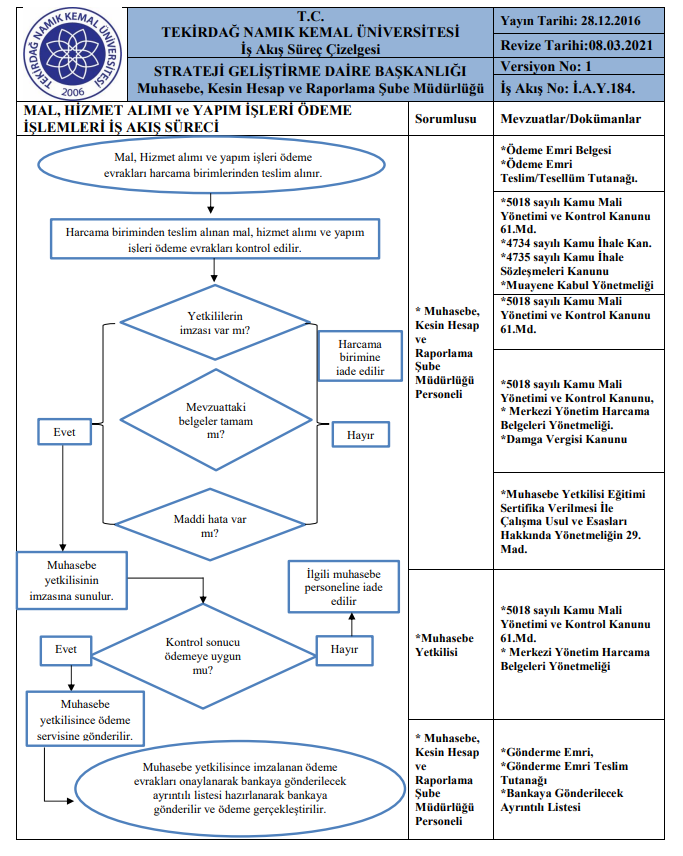 TEKİRDAĞ NAMIK KEMAL ÜNİVERSİTESİ
2006
T.C.
TEKİRDAĞ NAMIK KEMAL ÜNİVERSİTESİ
İş Akış Süreç Çizelgesi
STRATEJİ GELİŞTİRME DAİRE BAŞKANLIĞI
Muhasebe, Kesin Hesap ve Raporlama Şube Müdürlüğü
Yayın Tarihi: 28.12.2016
Revize Tarihi:08.03.2021
Versiyon No: 1
İş Akış No: İ.A.Y.184.
MAL, HİZMET ALIMI ve YAPIM İŞLERİ ÖDEME
İŞLEMLERİ İŞ AKIŞ SÜRECİ
Sorumlusu
Mevzuatlar/Dokümanlar
Mal, Hizmet alımı ve yapım işleri ödeme
evrakları harcama birimlerinden teslim alınır.
Harcama biriminden teslim alınan mal, hizmet alımı ve yapım
işleri ödeme evrakları kontrol edilir.
Yetkililerin
imzası var mı?
Harcama
birimine
iade edilir
Mevzuattaki
belgeler tamam
mı?
Evet
Hayır
Maddi hata var
mı?
Muhasebe
yetkilisinin
imzasına sunulur.
İlgili muhasebe
personeline iade
edilir
Kontrol sonucu
ödemeye uygun
mu?
Evet
Hayır
Muhasebe
yetkilisince ödeme
servisine gönderilir.
Muhasebe yetkilisince imzalanan ödeme
evrakları onaylanarak bankaya gönderilecek
ayrıntılı listesi hazırlanarak bankaya
gönderilir ve ödeme gerçekleştirilir.
* Muhasebe,
Kesin Hesap
ve
Raporlama
Şube
Müdürlüğü
Personeli
*Muhasebe
Yetkilisi
* Muhasebe,
Kesin Hesap
ve
Raporlama
Şube
Müdürlüğü
Personeli
*Ödeme Emri Belgesi
*Ödeme Emri
Teslim/Tesellüm Tutanağı.
*5018 sayılı Kamu Mali
Yönetimi ve Kontrol Kanunu
61.Md.
*4734 sayılı Kamu İhale Kan.
*4735 sayılı Kamu İhale
Sözleşmeleri Kanunu
*Muayene Kabul Yönetmeliği
*5018 sayılı Kamu Mali
Yönetimi ve Kontrol Kanunu
61.Md.
*5018 sayılı Kamu Mali
Yönetimi ve Kontrol Kanunu,
* Merkezi Yönetim Harcama
Belgeleri Yönetmeliği.
*Damga Vergisi Kanunu
*Muhasebe Yetkilisi Eğitimi
Sertifika Verilmesi İle
Çalışma Usul ve Esasları
Hakkında Yönetmeliğin 29.
Mad.
*5018 sayılı Kamu Mali
Yönetimi ve Kontrol Kanunu
61.Md.
* Merkezi Yönetim Harcama
Belgeleri Yönetmeliği
*Gönderme Emri,
*Gönderme Emri Teslim
Tutanağı
*Bankaya Gönderilecek
Ayrıntılı Listesi